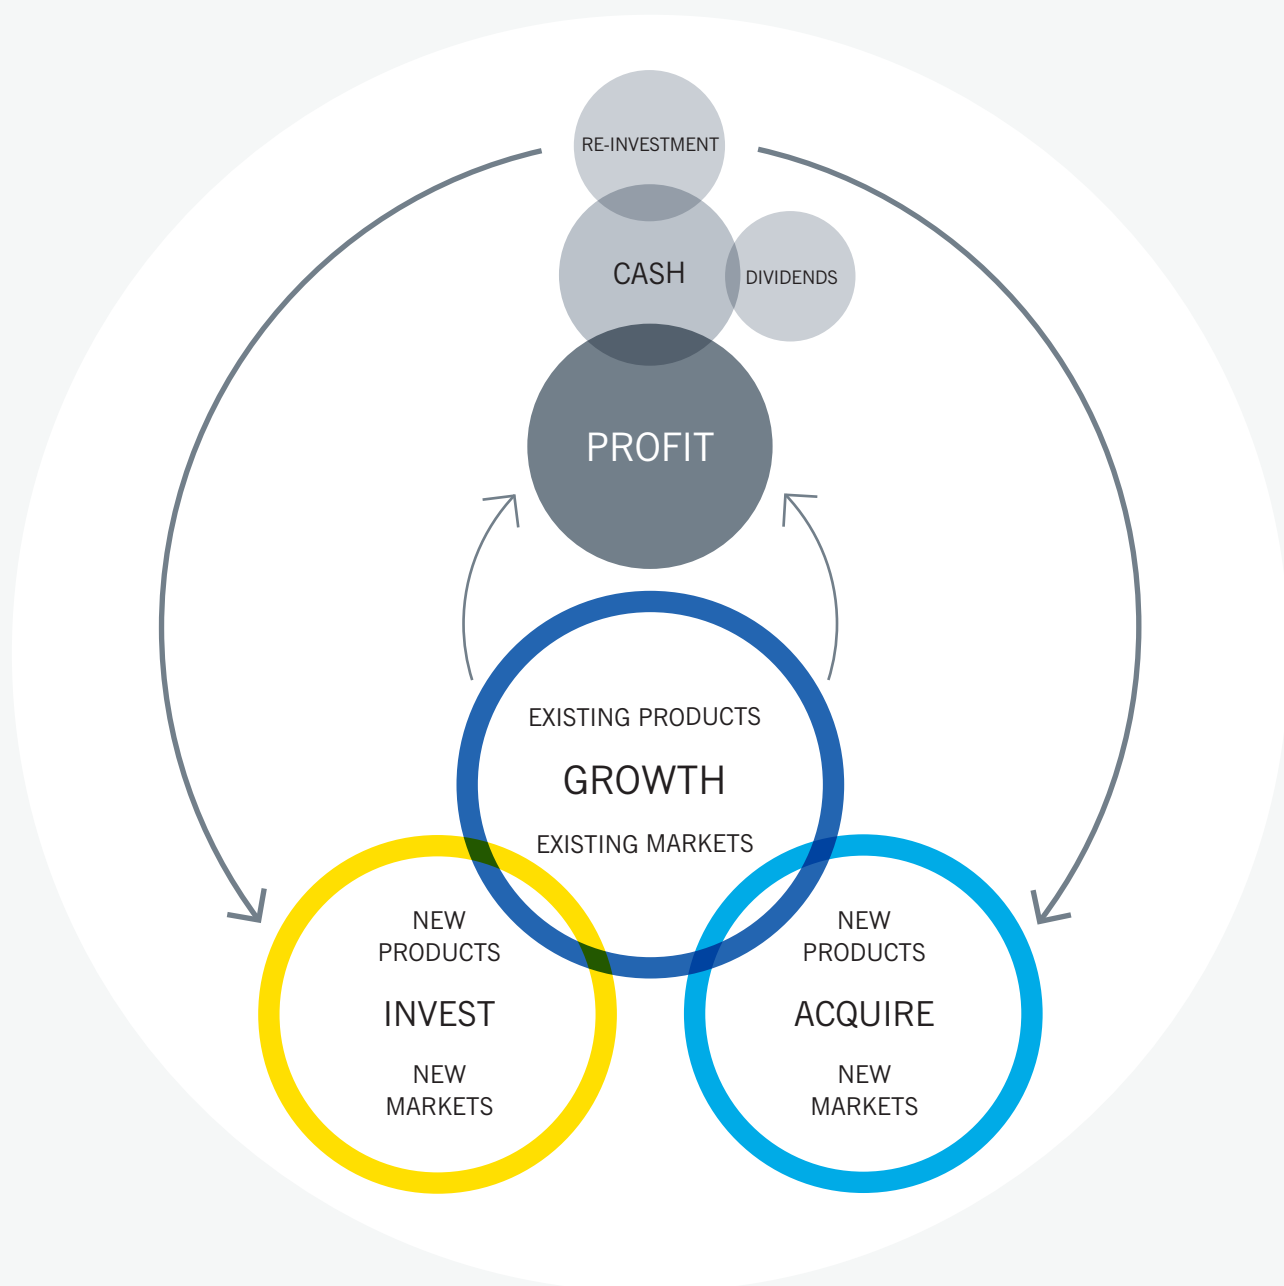 RE-INVESTMENT
CASH
DIVIDENDS
PROFIT
EXISTING PRODUCTS
GROWTH
EXISTING MARKETS
NEW
PRODUCTS
INVEST
NEW
MARKETS
NEW
PRODUCTS
ACQUIRE
NEW
MARKETS